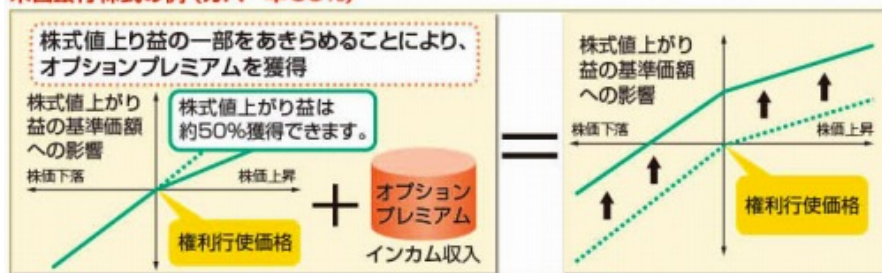 株式値上り益の一部をあきらめることにより、
オプションプレミアムを獲得
株式値上がり
益の基準価額
への影響
株式値上がり益は
約50%獲得できます。
株価下落
株価上昇
権利行使価格
+
オプション
プレミアム
インカム収入
=
株式値上がり
益の基準価額
への影響
株価下落
株価上昇
権利行使価格